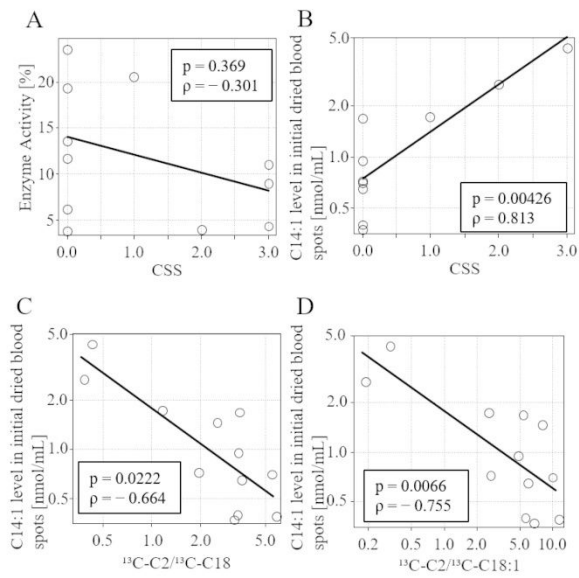 A
Enzyme Activity [%]
20
15
10
5
p = 0.369
ρ = − 0.301
0.0 1.0 2.0 3.0
CSS
B
C14:1 level in initial dried blood
spots [nmol/mL]
5.0
2.0
1.0
0.5
p = 0.00426
ρ = 0.813
0.0 1.0 2.0 3.0
CSS
C
C14:1 level in initial dried blood
spots [nmol/mL]
5.0
1.0
0.5
p = 0.0222
ρ = − 0.664
0.5 1.0 2.0 5.0
¹³C-C2/¹³C-C18
D
C14:1 level in initial dried blood
spots [nmol/mL]
5.0
1.0
0.5
p = 0.0066
ρ = − 0.755
0.2 0.5 1.0 2.0 5.0 10.0
¹³C-C2/¹³C-C18:1